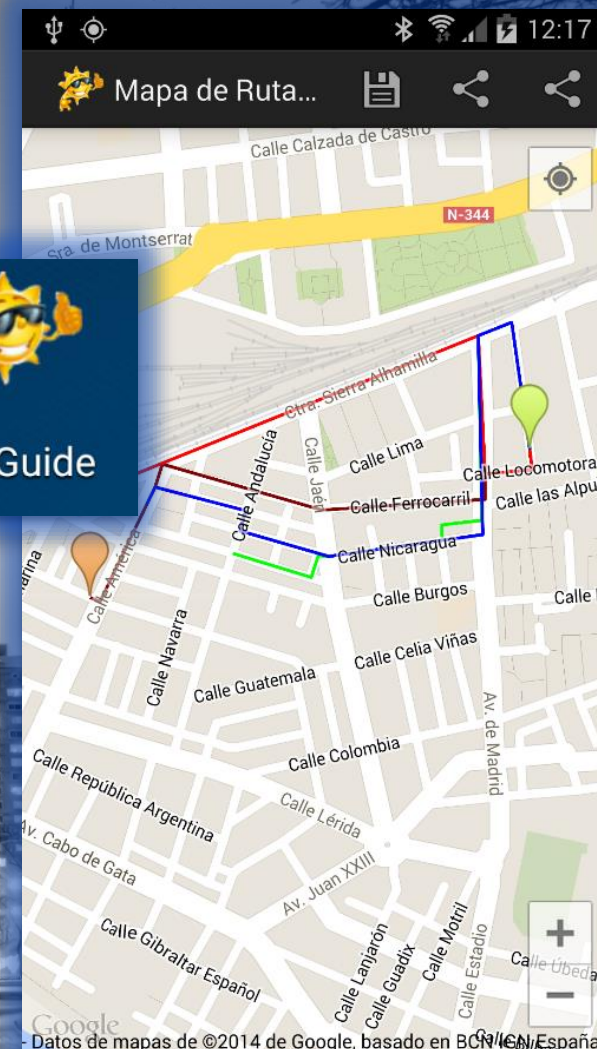 12:17
Mapa de Ruta...
Calle Calzada de Castro
N-344
Sra. de Montserrat
Guide
Ctra. Sierra Alhamilla
Calle Andalucía
Calle Jaén
Calle Lima
Calle Locomotora
Calle Ferrocarril
Calle las Alpu
Calle Nicaragua
arina
Calle América
Calle Burgos
Calle
Calle Navarra
Calle Celia Viñas
Calle Guatemala
Av. de Madrid
Calle Colombia
Calle República Argentina
Calle Lérida
Av. Cabo de Gata
Av. Juan XXIII
Calle Gibraltar Español
Calle Lanjarón
Calle Guadix
Calle Motril
Calle Estadio
Calle Úbeda
+
-
Google
- Datos de mapas de ©2014 de Google, basado en BCN IGN España